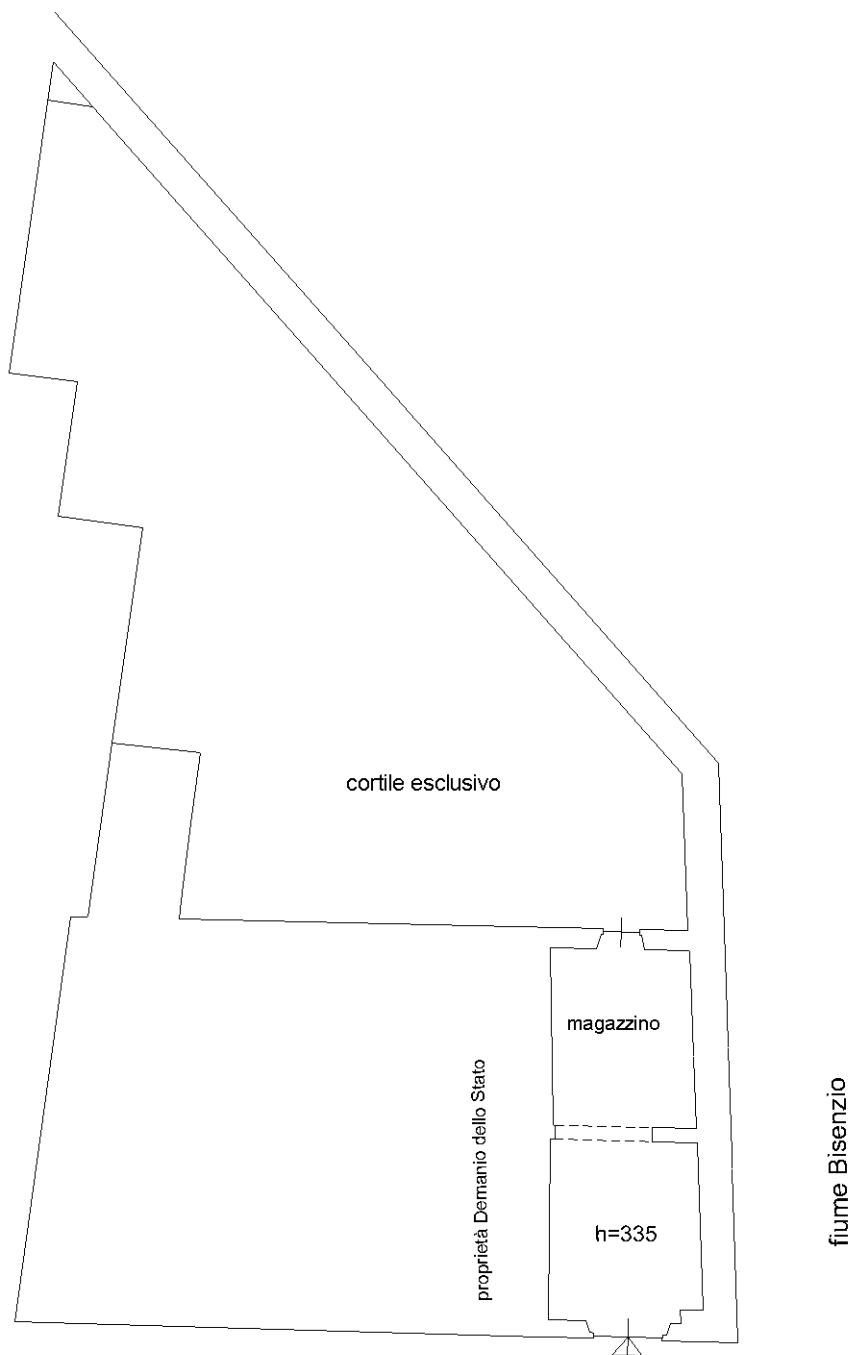 cortile esclusivo
magazzino
proprietà Demanio dello Stato
fiume Bisenzio
h=335